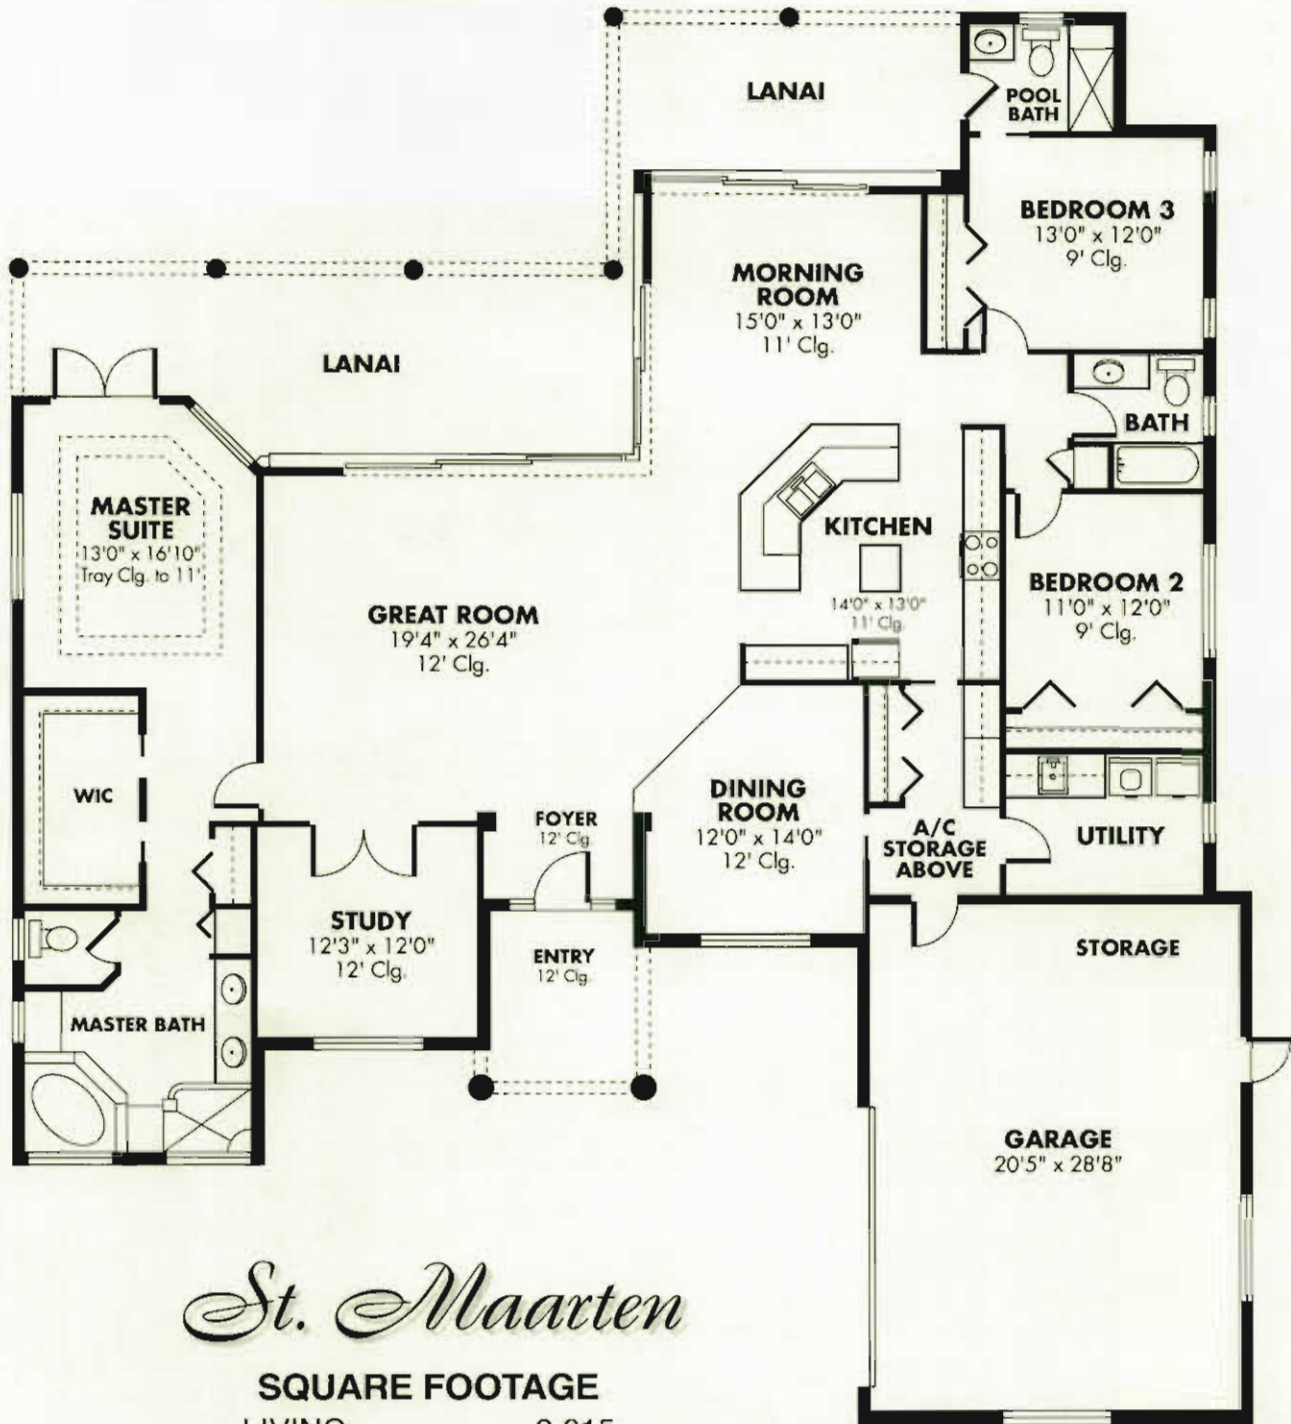 LANAI
POOL
BATH
BEDROOM 3
13'0" x 12'0"
9' Clg.
MORNING
ROOM
15'0" x 13'0"
11' Clg.
LANAI
BATH
MASTER
SUITE
13'0" x 16'10"
Tray Clg. to 11'
KITCHEN
14'0" x 13'0"
11' Clg.
BEDROOM 2
11'0" x 12'0"
9' Clg.
GREAT ROOM
19'4" x 26'4"
12' Clg.
WIC
DINING
ROOM
12'0" x 14'0"
12' Clg.
FOYER
12' Clg.
A/C
STORAGE
ABOVE
UTILITY
STUDY
12'3" x 12'0"
12' Clg.
ENTRY
12' Clg.
STORAGE
MASTER BATH
GARAGE
20'5" x 28'8"
St. Maarten
SQUARE FOOTAGE